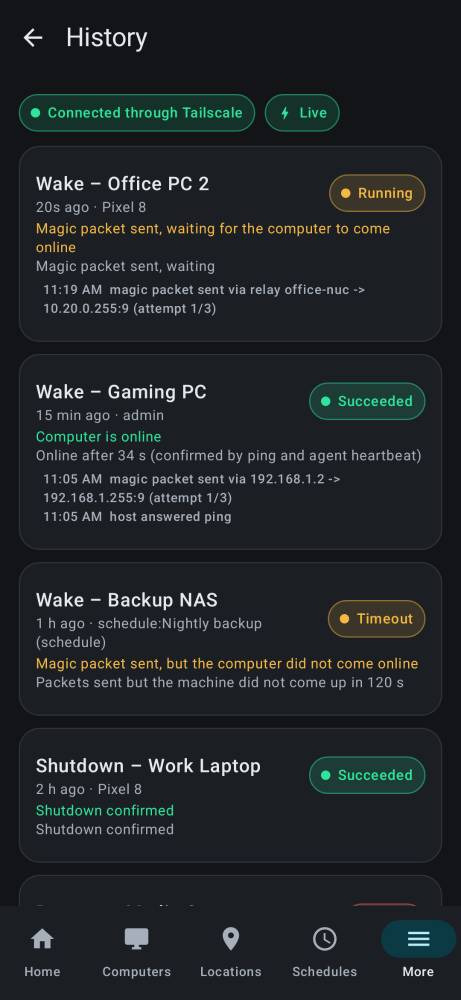 History
Connected through Tailscale
Live
Wake – Office PC 2
20s ago · Pixel 8
Running
Magic packet sent, waiting for the computer to come
online
Magic packet sent, waiting
11:19 AM  magic packet sent via relay office-nuc ->
10.20.0.255:9 (attempt 1/3)
Wake – Gaming PC
15 min ago · admin
Succeeded
Computer is online
Online after 34 s (confirmed by ping and agent heartbeat)
11:05 AM  magic packet sent via 192.168.1.2 ->
192.168.1.255:9 (attempt 1/3)
11:05 AM  host answered ping
Wake – Backup NAS
1 h ago · schedule:Nightly backup
(schedule)
Timeout
Magic packet sent, but the computer did not come online
Packets sent but the machine did not come up in 120 s
Shutdown – Work Laptop
2 h ago · Pixel 8
Succeeded
Shutdown confirmed
Shutdown confirmed
Home
Computers
Locations
Schedules
More